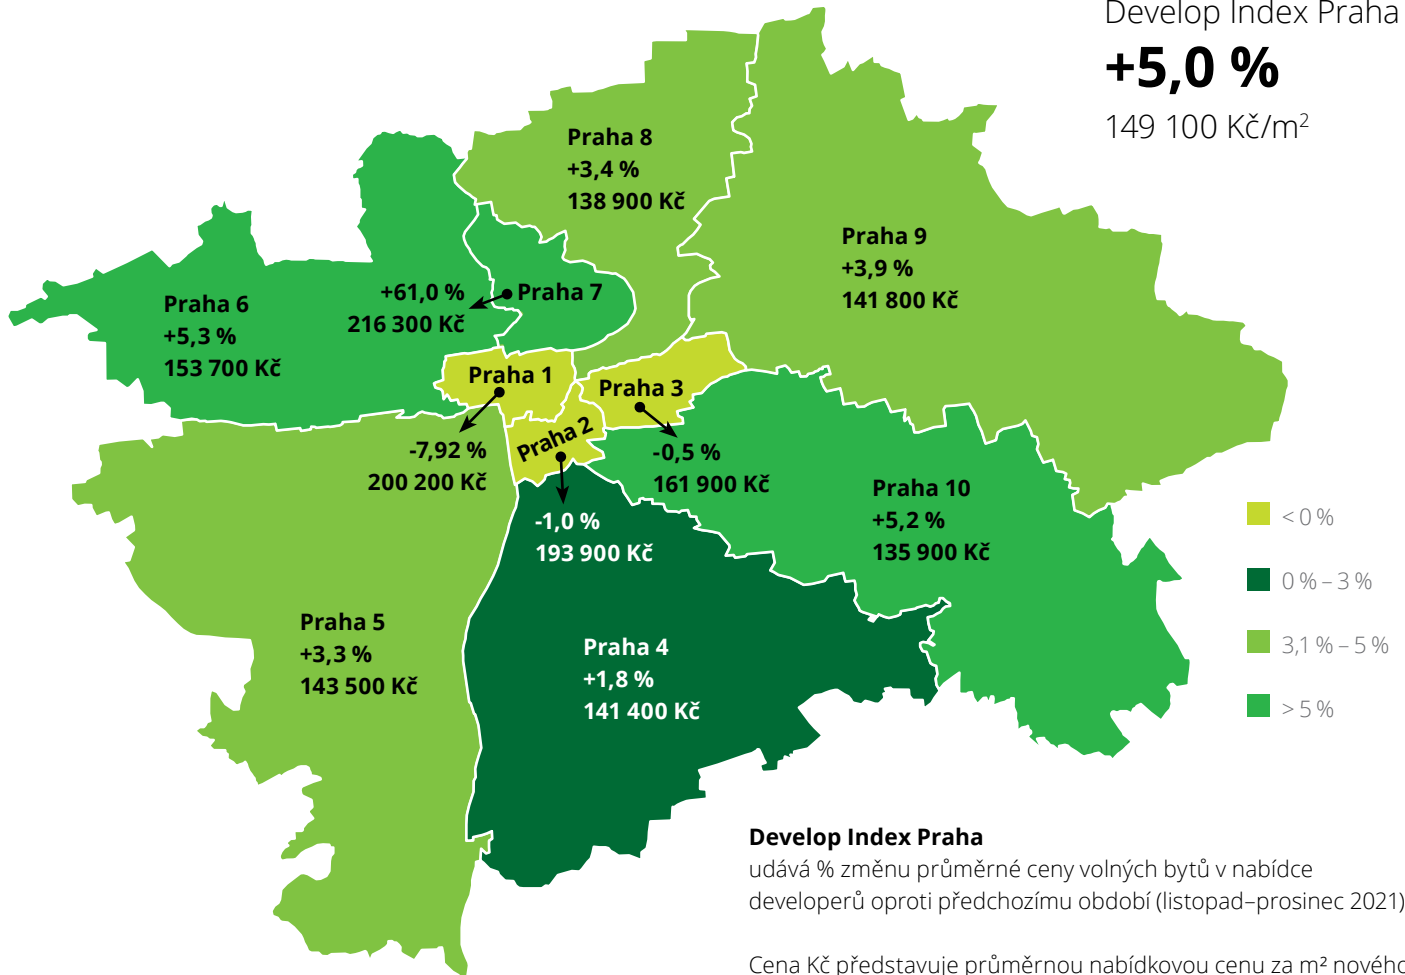 Develop Index Praha
+5,0 %
149 100 Kč/m²
Praha 8
+3,4 %
138 900 Kč
Praha 9
+3,9 %
141 800 Kč
Praha 6
+5,3 %
153 700 Kč
+61,0 %
216 300 Kč
Praha 7
Praha 1
-7,92 %
200 200 Kč
Praha 3
-0,5 %
161 900 Kč
Praha 2
-1,0 %
193 900 Kč
Praha 10
+5,2 %
135 900 Kč
Praha 5
+3,3 %
143 500 Kč
Praha 4
+1,8 %
141 400 Kč
< 0 %
0 % – 3 %
3,1 % – 5 %
> 5 %
Develop Index Praha
udává % změnu průměrné ceny volných bytů v nabídce
developerů oproti předchozímu období (listopad–prosinec 2021)
Cena Kč představuje průměrnou nabídkovou cenu za m² nového